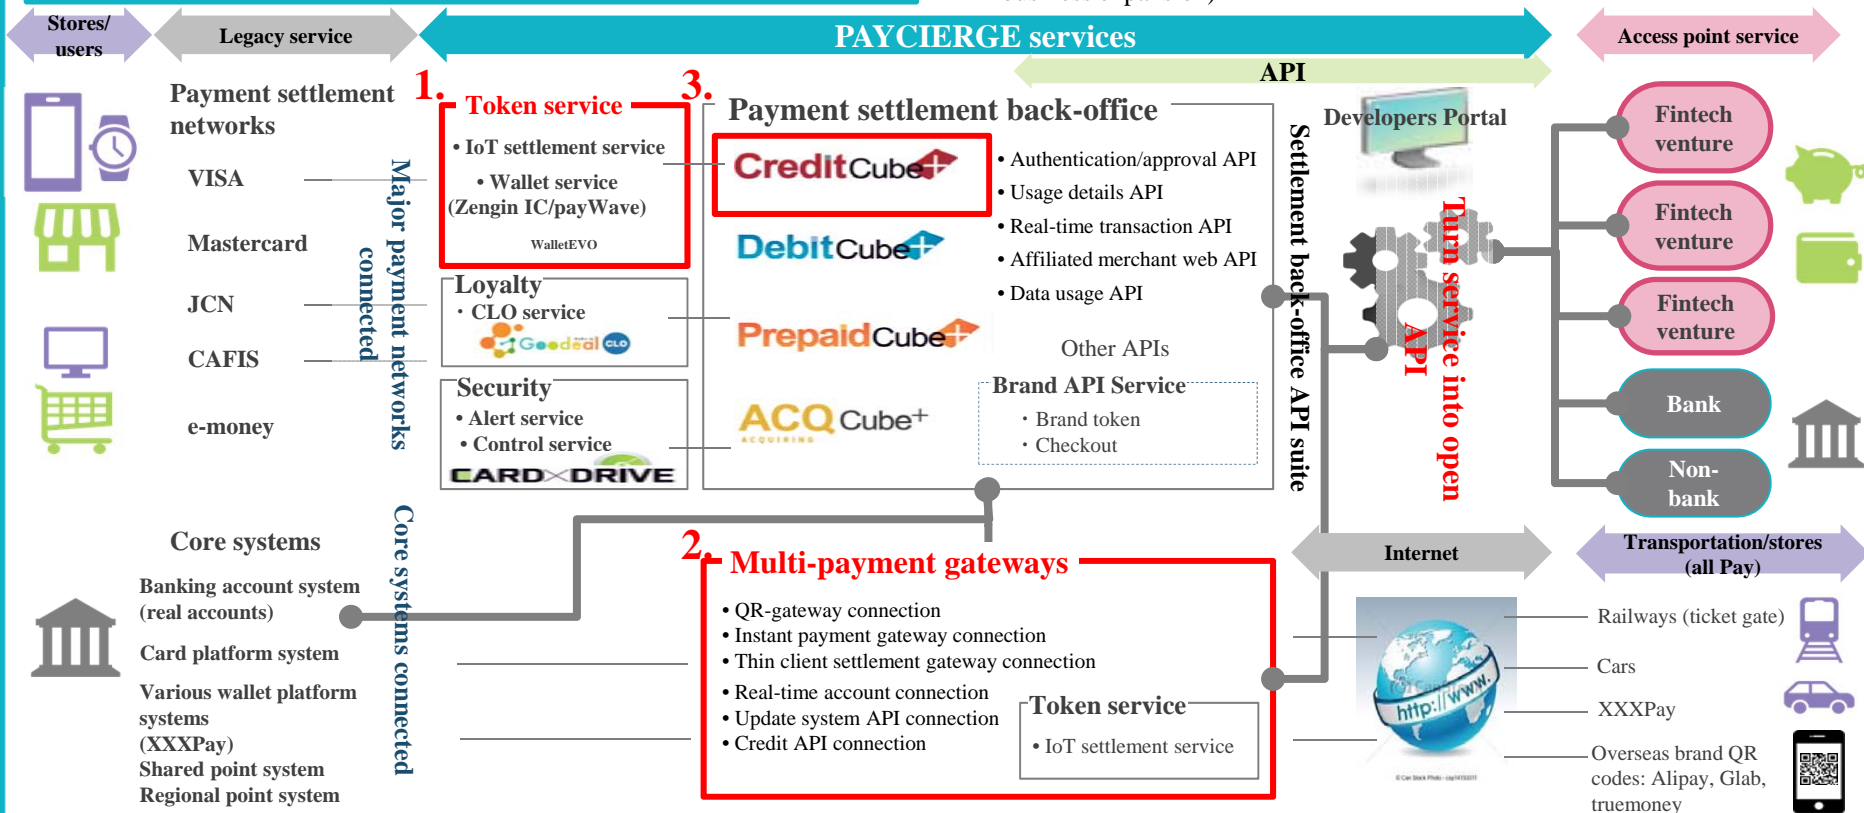 Stores/
users
Legacy service
PAYCIERGE services
Access point service
API
Payment settlement
networks
VISA
Mastercard
JCN
CAFIS
e-money
Major payment networks
connected
1.
Token service
• IoT settlement service
• Wallet service
(Zengin IC/payWave)
WalletEVO
Loyalty
・CLO service
Goodeal CLO
Security
• Alert service
• Control service
CARD×DRIVE
3.
Payment settlement back-office
CreditCube+
DebitCube+
PrepaidCube+
ACQ Cube+
ACQUIRING
• Authentication/approval API
• Usage details API
• Real-time transaction API
• Affiliated merchant web API
• Data usage API
Other APIs
Brand API Service
・Brand token
・Checkout
Settlement back-office API suite
Developers Portal
Turn service into open
API
Fintech
venture
Fintech
venture
Fintech
venture
Bank
Non-
bank
Core systems
Banking account system
(real accounts)
Card platform system
Various wallet platform
systems
(XXXPay)
Shared point system
Regional point system
Core systems connected
2.
Multi-payment gateways
• QR-gateway connection
• Instant payment gateway connection
• Thin client settlement gateway connection
• Real-time account connection
• Update system API connection
• Credit API connection
Token service
• IoT settlement service
Internet
http://www.
Transportation/stores
(all Pay)
Railways (ticket gate)
Cars
XXXPay
Overseas brand QR
codes: Alipay, Glab,
truemoney